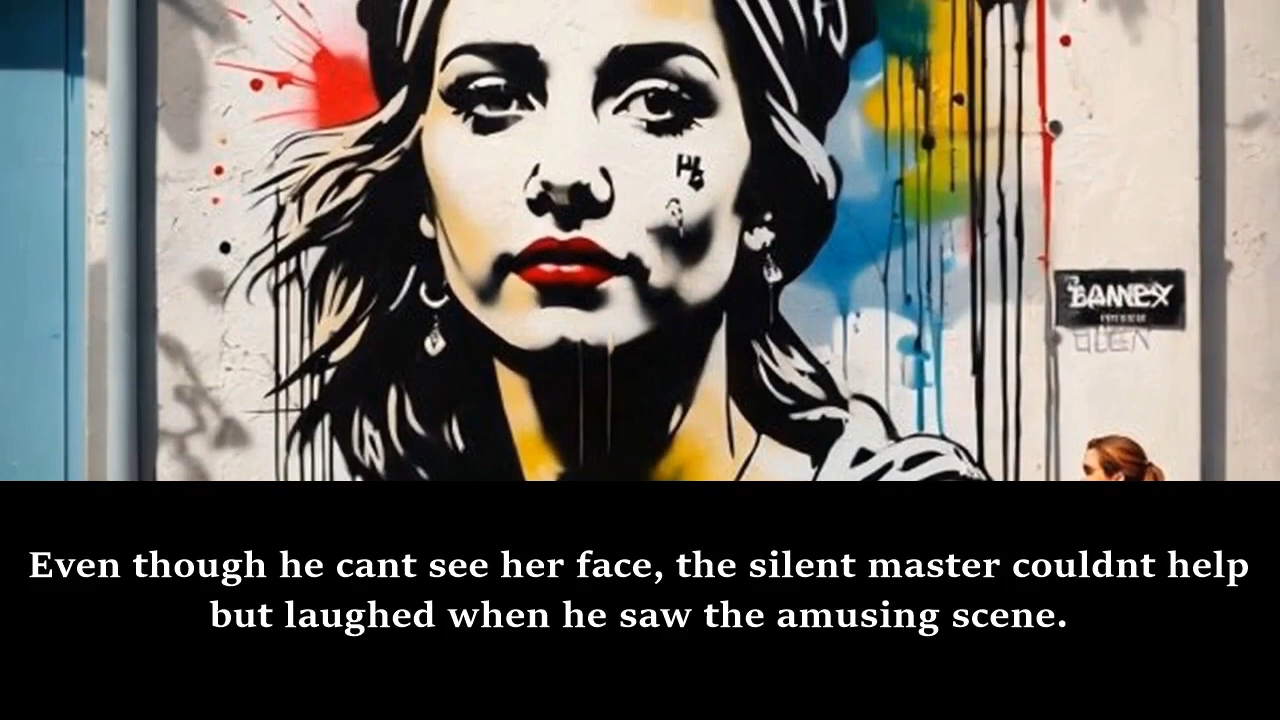 BANNEX
Even though he cant see her face, the silent master couldnt help
but laughed when he saw the amusing scene.